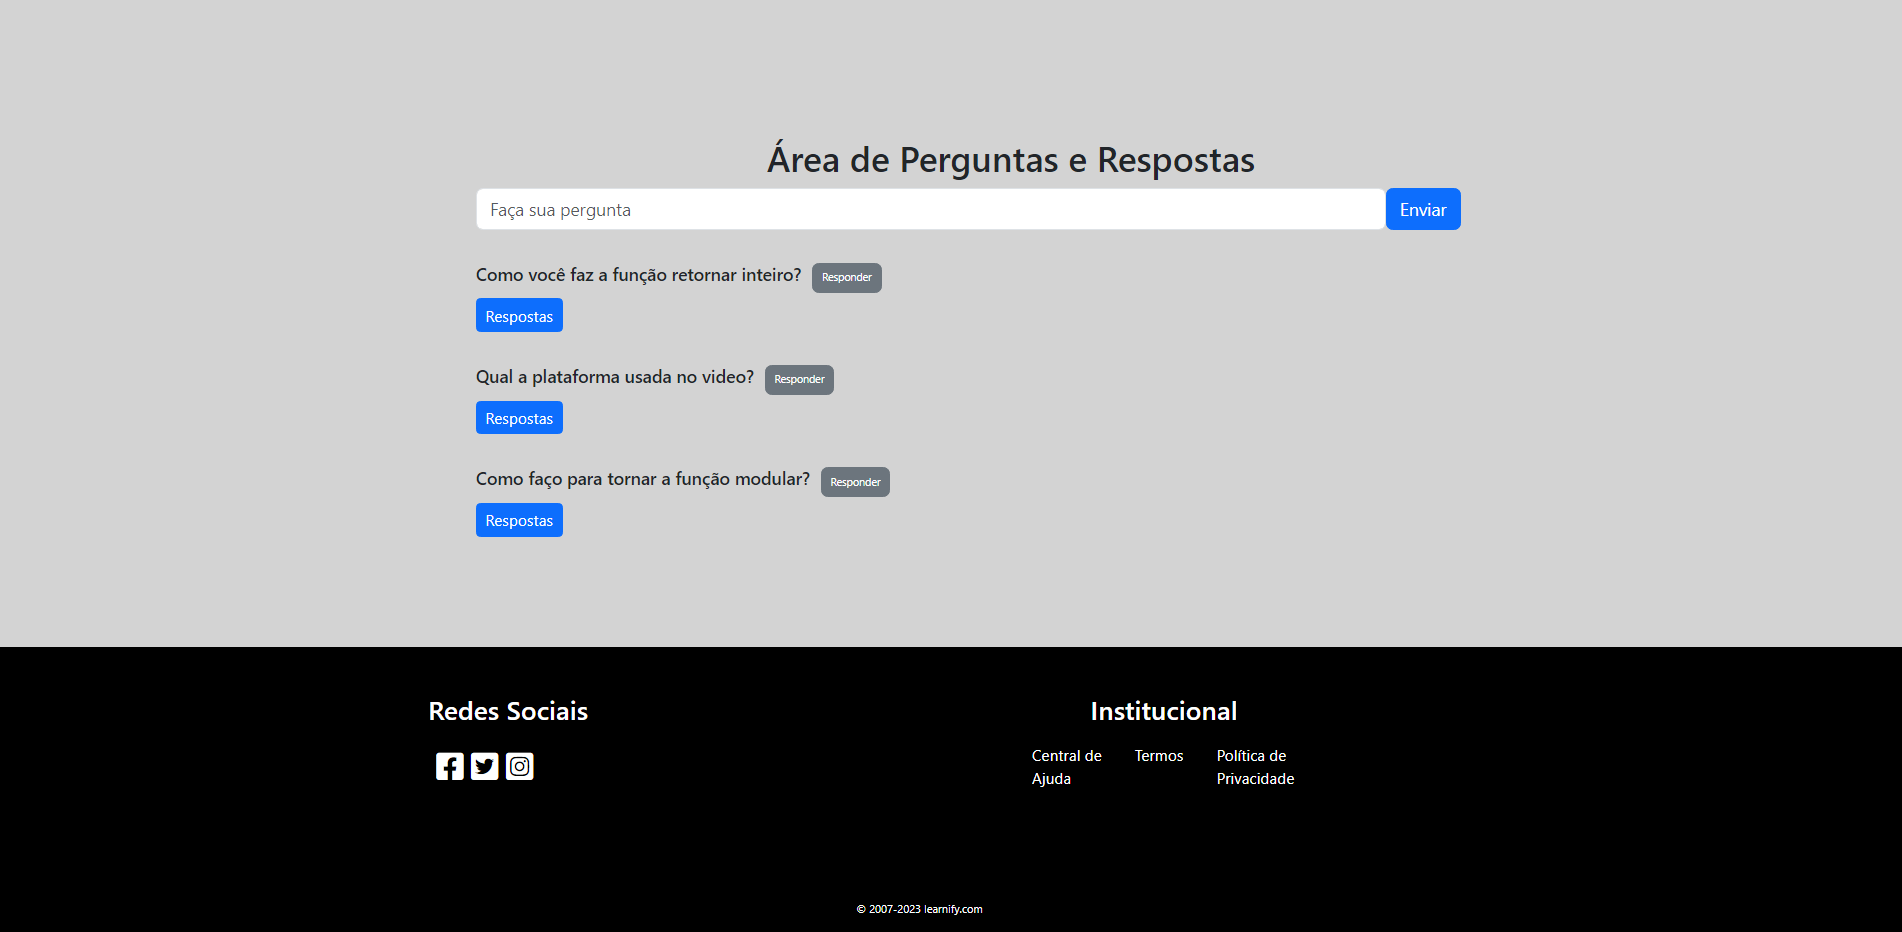 Área de Perguntas e Respostas
Faça sua pergunta
Enviar
Como você faz a função retornar inteiro?
Responder
Respostas
Qual a plataforma usada no video?
Responder
Respostas
Como faço para tornar a função modular?
Responder
Respostas
Redes Sociais
Institucional
Central de
Ajuda
Termos
Política de
Privacidade
© 2007-2023 learnify.com